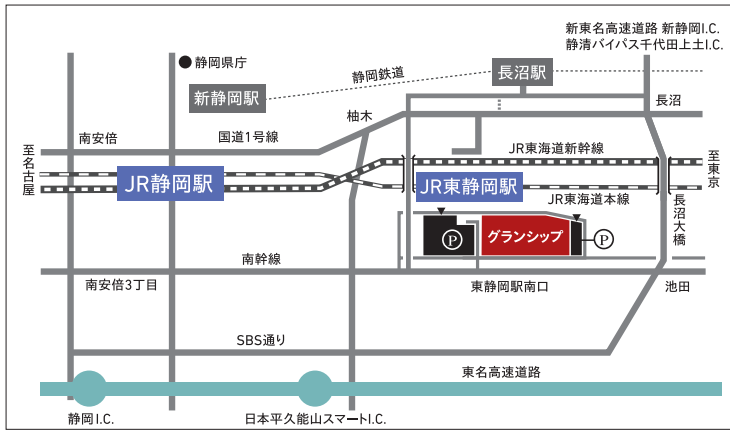 新東名高速道路 新静岡I.C.
静清バイパス千代田上土I.C.
静岡県庁
静岡鉄道
長沼駅
新静岡駅
柚木
長沼
南安倍
国道1号線
JR東海道新幹線
至名古屋
至東京
JR静岡駅
JR東静岡駅
JR東海道本線
長沼大橋
グランシップ
P
P
南幹線
南安倍3丁目
東静岡駅南口
池田
SBS通り
東名高速道路
静岡I.C.
日本平久能山スマートI.C.